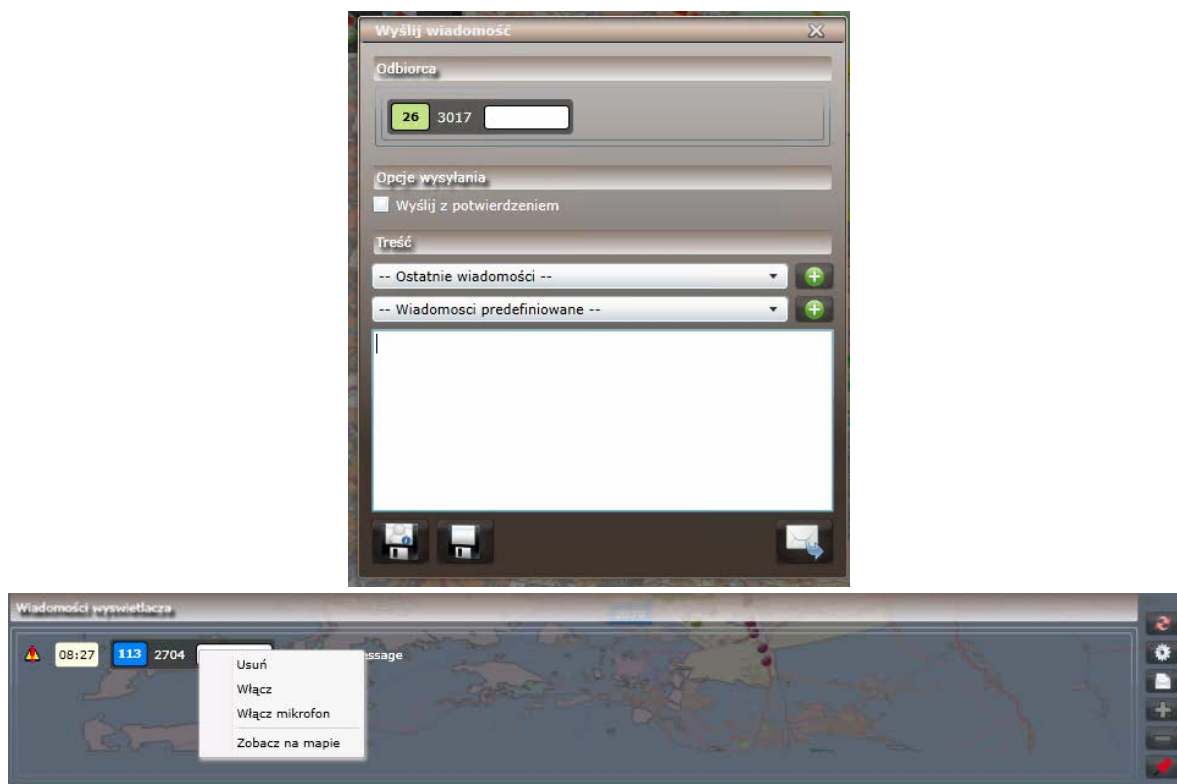 Wyślij wiadomość
Odbiorca
26 3017
Opcje wysyłania
Wyślij z potwierdzeniem
Treść
-- Ostatnie wiadomości --
-- Wiadomosci predefiniowane --
Wiadomości wyswietlacza
08:27 113 2704
Usuń
Włącz
Włącz mikrofon
Zobacz na mapie